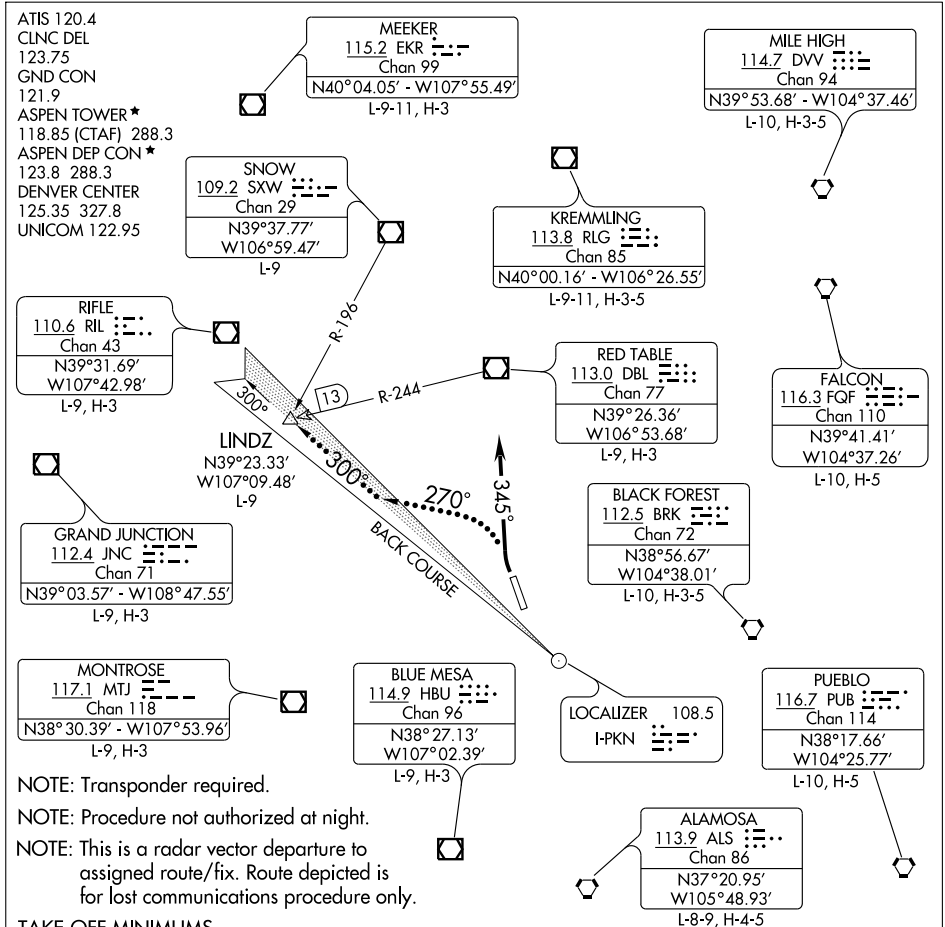 ATIS 120.4
CLNC DEL
123.75
GND CON
121.9
ASPEN TOWER★
118.85 (CTAF) 288.3
ASPEN DEP CON★
123.8 288.3
DENVER CENTER
125.35 327.8
UNICOM 122.95
MEEKER
115.2 EKR
Chan 99
N40°04.05' - W107°55.49'
L-9-11, H-3
MILE HIGH
114.7 DVV
Chan 94
N39°53.68' - W104°37.46'
L-10, H-3-5
SNOW
109.2 SXW
Chan 29
N39°37.77'
W106°59.47'
L-9
KREMMLING
113.8 RLG
Chan 85
N40°00.16' - W106°26.55'
L-9-11, H-3-5
RIFLE
110.6 RIL
Chan 43
N39°31.69'
W107°42.98'
L-9, H-3
R-196
RED TABLE
113.0 DBL
Chan 77
N39°26.36'
W106°53.68'
L-9, H-3
FALCON
116.3 FQF
Chan 110
N39°41.41'
W104°37.26'
L-10, H-5
13
R-244
300°
LINDZ
N39°23.33'
W107°09.48'
L-9
300°
270°
345°
BACK COURSE
BLACK FOREST
112.5 BRK
Chan 72
N38°56.67'
W104°38.01'
L-10, H-3-5
GRAND JUNCTION
112.4 JNC
Chan 71
N39°03.57' - W108°47.55'
L-9, H-3
MONTROSE
117.1 MTJ
Chan 118
N38°30.39' - W107°53.96'
L-9, H-3
BLUE MESA
114.9 HBU
Chan 96
N38°27.13'
W107°02.39'
L-9, H-3
LOCALIZER 108.5
I-PKN
PUEBLO
116.7 PUB
Chan 114
N38°17.66'
W104°25.77'
L-10, H-5
NOTE: Transponder required.
NOTE: Procedure not authorized at night.
NOTE: This is a radar vector departure to
assigned route/fix. Route depicted is
for lost communications procedure only.
ALAMOSA
113.9 ALS
Chan 86
N37°20.95'
W105°48.93'
L-8-9, H-4-5
TAKE-OFF MINIMUMS